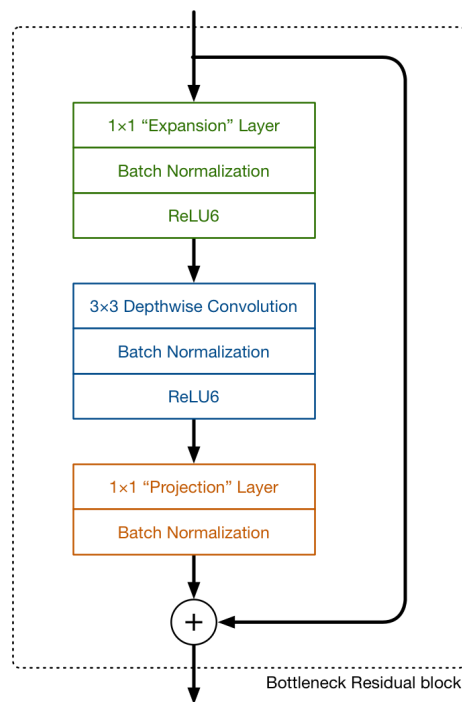 1×1 “Expansion” Layer
Batch Normalization
ReLU6
3×3 Depthwise Convolution
Batch Normalization
ReLU6
1×1 “Projection” Layer
Batch Normalization
+
Bottleneck Residual block